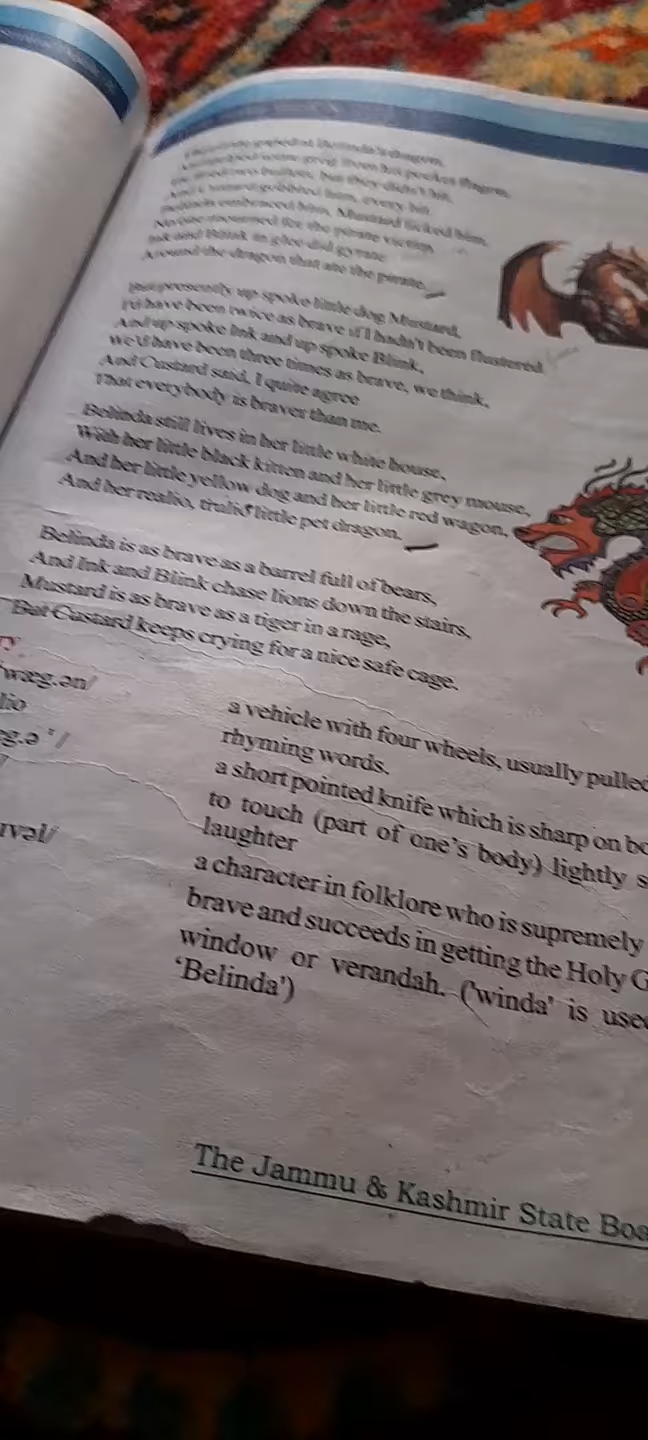 gobbled him, every bit.
Belinda embraced him, Mustard licked him,
No one mourned for the pirate victim
Ink and Blink in glee did gyrate
Around the dragon that ate the pirate.
But presently up spoke little dog Mustard,
I'd have been twice as brave if I hadn't been flustered
And up spoke Ink and up spoke Blink,
we'd have been three times as brave, we think,
And Custard said, I quite agree
That everybody is braver than me.
Belinda still lives in her little white house,
With her little black kitten and her little grey mouse,
And her little yellow dog and her little red wagon,
And her realio, trulio little pet dragon.
Belinda is as brave as a barrel full of bears,
And Ink and Blink chase lions down the stairs,
Mustard is as brave as a tiger in a rage,
But Custard keeps crying for a nice safe cage.
ry
wæg.ən/
lio
a vehicle with four wheels, usually pulled
rhyming words.
a short pointed knife which is sharp on bo
to touch (part of one's body) lightly s
laughter
ɪvəl/
a character in folklore who is supremely
brave and succeeds in getting the Holy G
window or verandah. ('winda' is use
'Belinda')
The Jammu & Kashmir State Boa